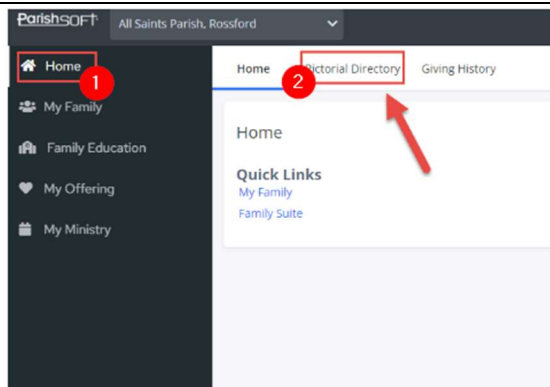 ParishSOFT All Saints Parish, Rossford
Home
1
My Family
Family Education
My Offering
My Ministry
Home 2 Pictorial Directory Giving History
Home
Quick Links
My Family
Family Suite